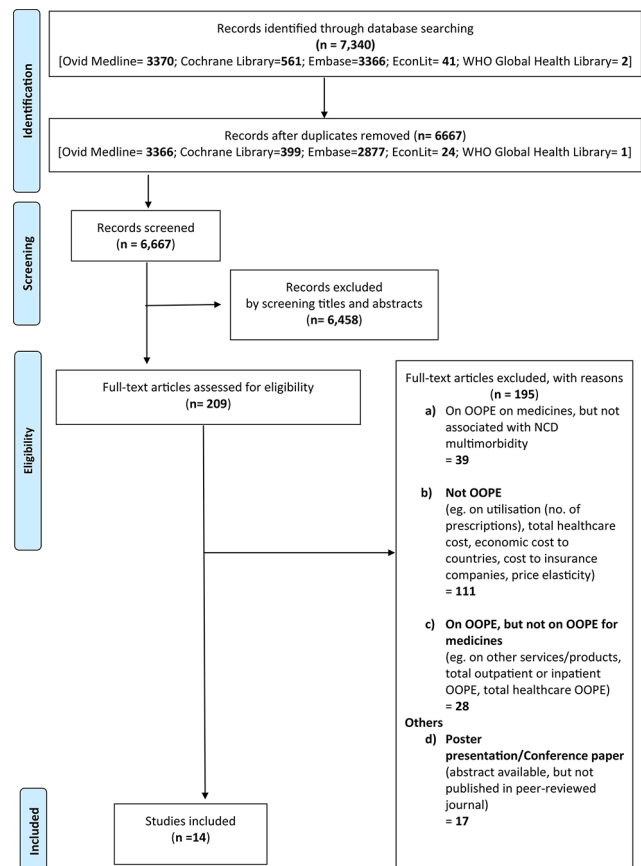 Identification
Records identified through database searching
(n = 7,340)
[Ovid Medline= 3370; Cochrane Library=561; Embase=3366; EconLit= 41; WHO Global Health Library= 2]
Records after duplicates removed (n= 6667)
[Ovid Medline= 3366; Cochrane Library=399; Embase=2877; EconLit= 24; WHO Global Health Library= 1]
Screening
Records screened
(n = 6,667)
Records excluded
by screening titles and abstracts
(n= 6,458)
Eligibility
Full-text articles assessed for eligibility
(n= 209)
Full-text articles excluded, with reasons
(n = 195)
a) On OOPE on medicines, but not
associated with NCD
multimorbidity
= 39
b) Not OOPE
(eg. on utilisation (no. of
prescriptions), total healthcare
cost, economic cost to
countries, cost to insurance
companies, price elasticity)
= 111
c) On OOPE, but not on OOPE for
medicines
(eg. on other services/products,
total outpatient or inpatient
OOPE, total healthcare OOPE)
= 28
Others
d) Poster
presentation/Conference paper
(abstract available, but not
published in peer-reviewed
journal)
= 17
Included
Studies included
(n =14)